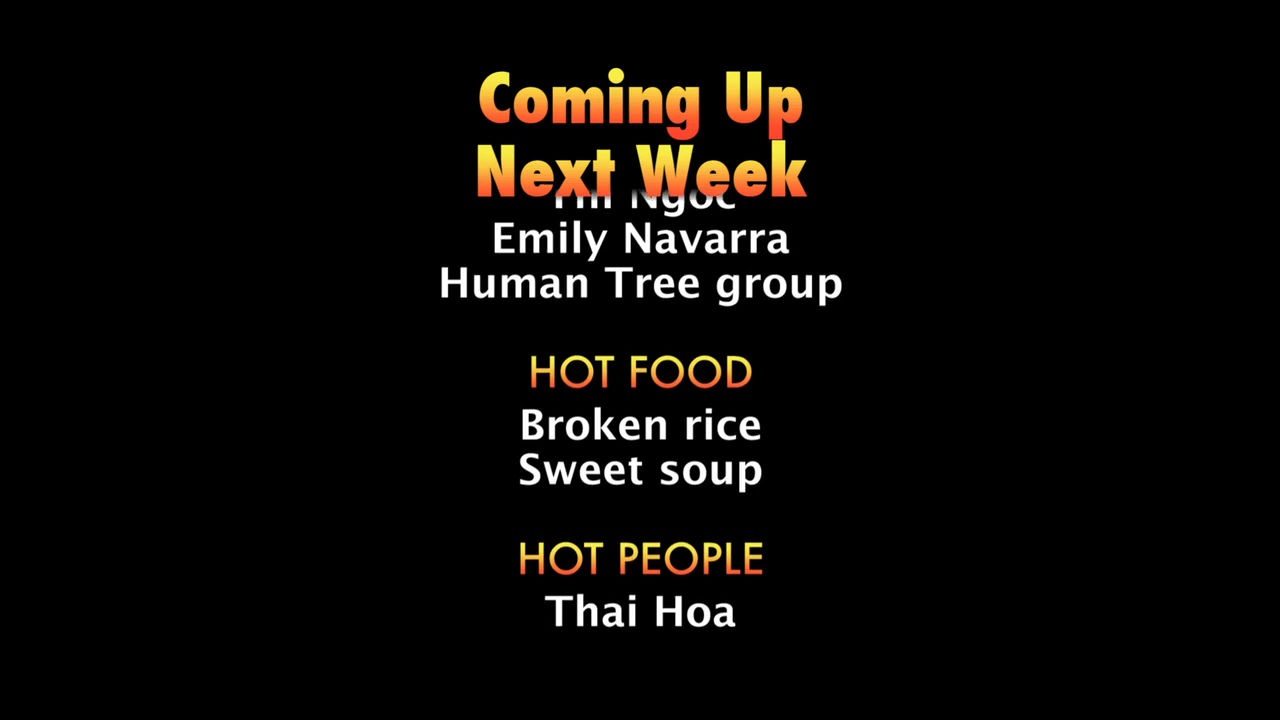 Coming Up
Next Week
Ngoc
Emily Navarra
Human Tree group
HOT FOOD
Broken rice
Sweet soup
HOT PEOPLE
Thai Hoa